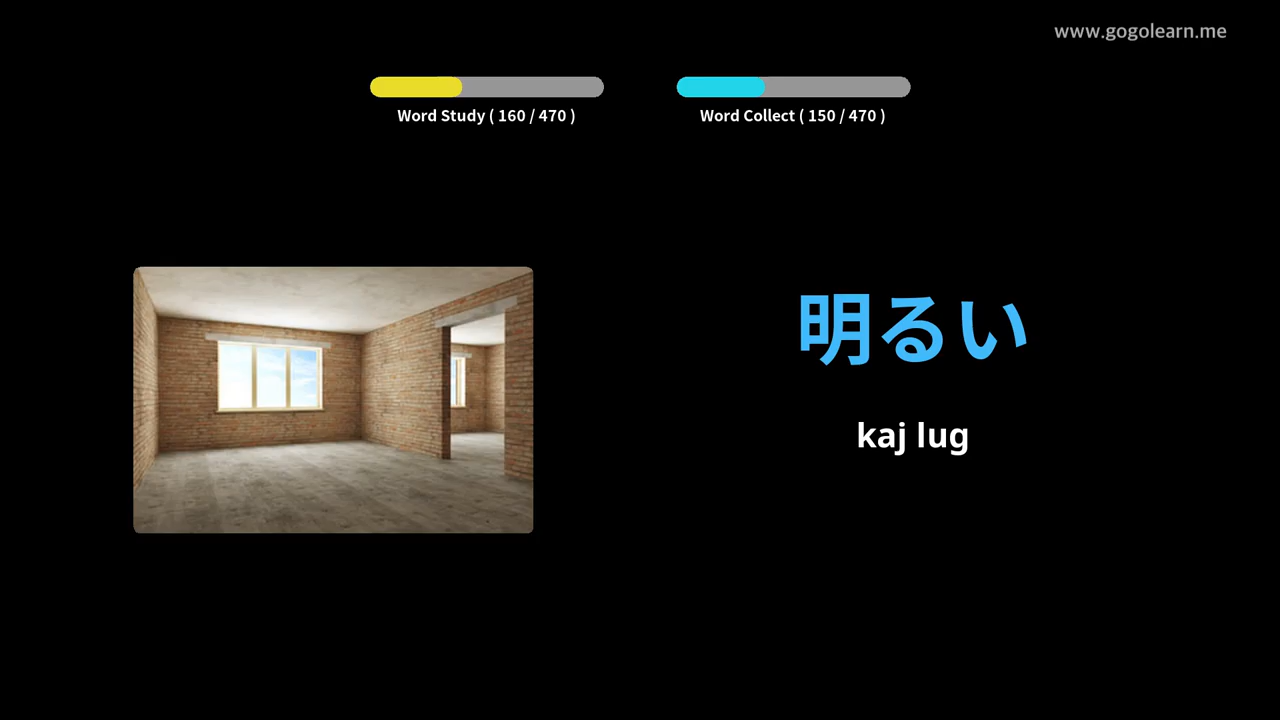 www.gogolearn.me
Word Study ( 160 / 470 )
Word Collect ( 150 / 470 )
明るい
kaj lug